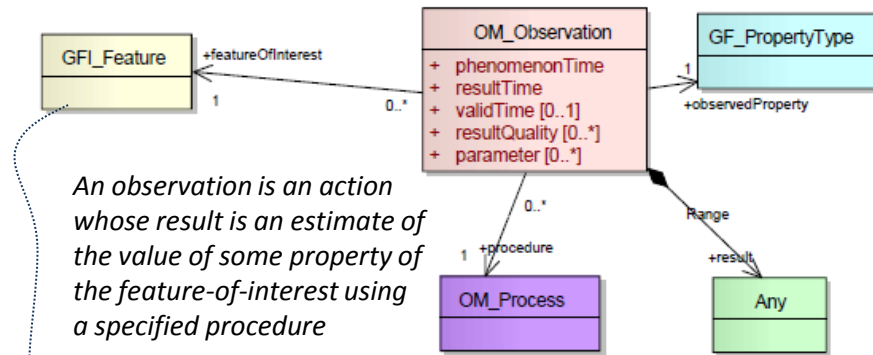 OM_Observation
+ phenomenonTime
+ resultTime
+ validTime [0..1]
+ resultQuality [0..*]
+ parameter [0..*]
GF_PropertyType
GFI_Feature
+featureOfInterest
1
0..*
1
+observedProperty
An observation is an action
whose result is an estimate of
the value of some property of
the feature-of-interest using
a specified procedure
0..*
1
+procedure
Range
+result
OM_Process
Any